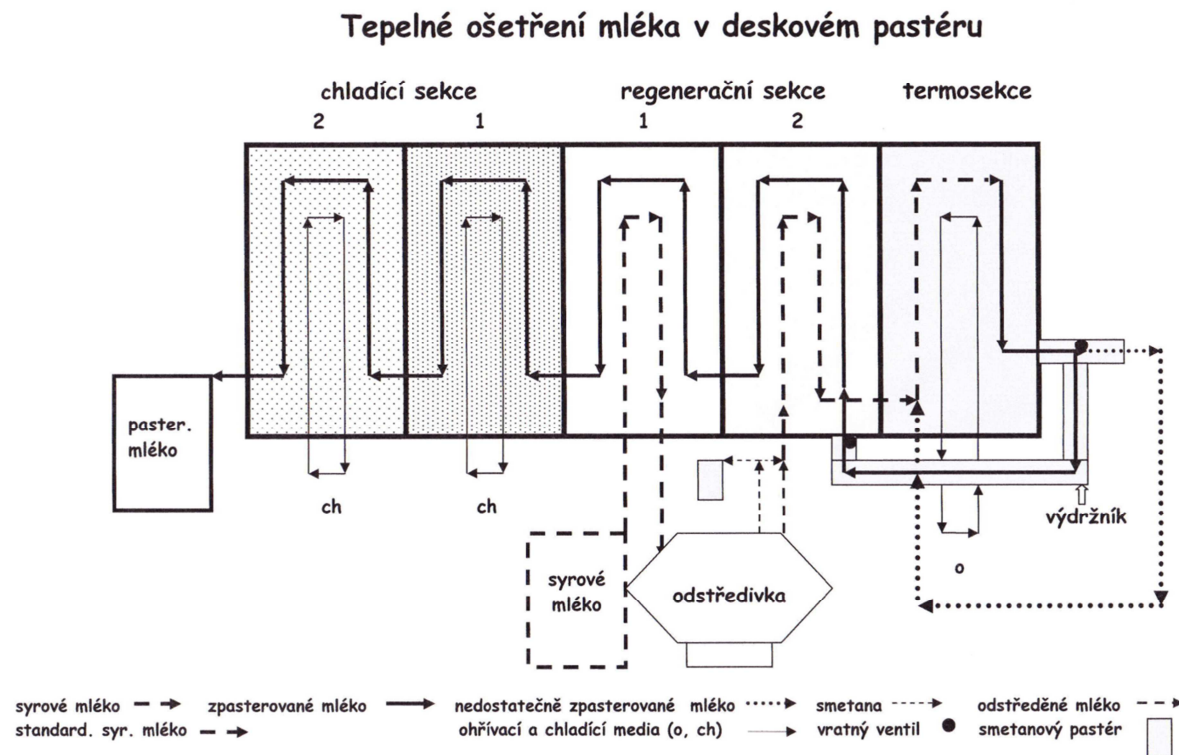 Tepelné ošetření mléka v deskovém pastéru
chladící sekce regenerační sekce termosekce
2 1 1 2
paster.
mléko
ch ch
výdržník
syrové
mléko
odstředivka
o
syrové mléko zpasterované mléko nedostatečně zpasterované mléko smetana odstředěné mléko
standard. syr. mléko ohřívací a chladící media (o, ch) vratný ventil smetanový pastér